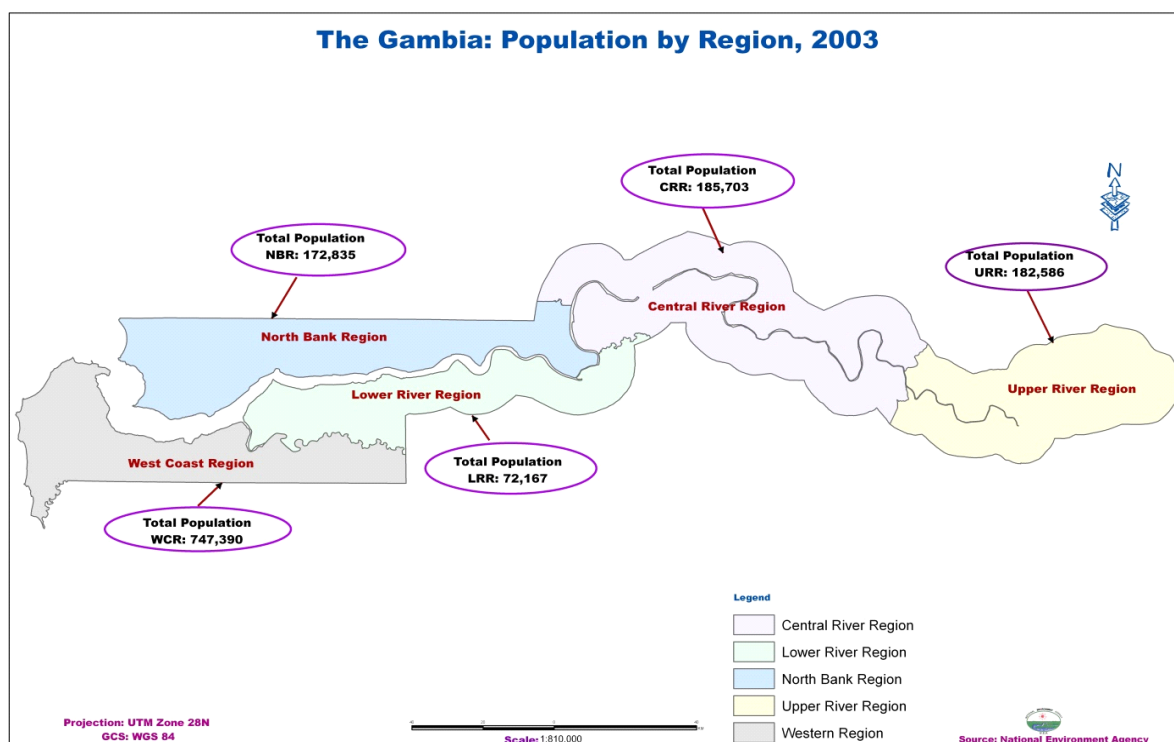 The Gambia: Population by Region, 2003
Total Population
CRR: 185,703
N
Total Population
NBR: 172,835
Total Population
URR: 182,586
Central River Region
North Bank Region
Upper River Region
Lower River Region
West Coast Region
Total Population
LRR: 72,167
Total Population
WCR: 747,390
Legend
Central River Region
Lower River Region
North Bank Region
Upper River Region
Western Region
Projection: UTM Zone 28N
GCS: WGS 84
Scale: 1:810,000
Source: National Environment Agency